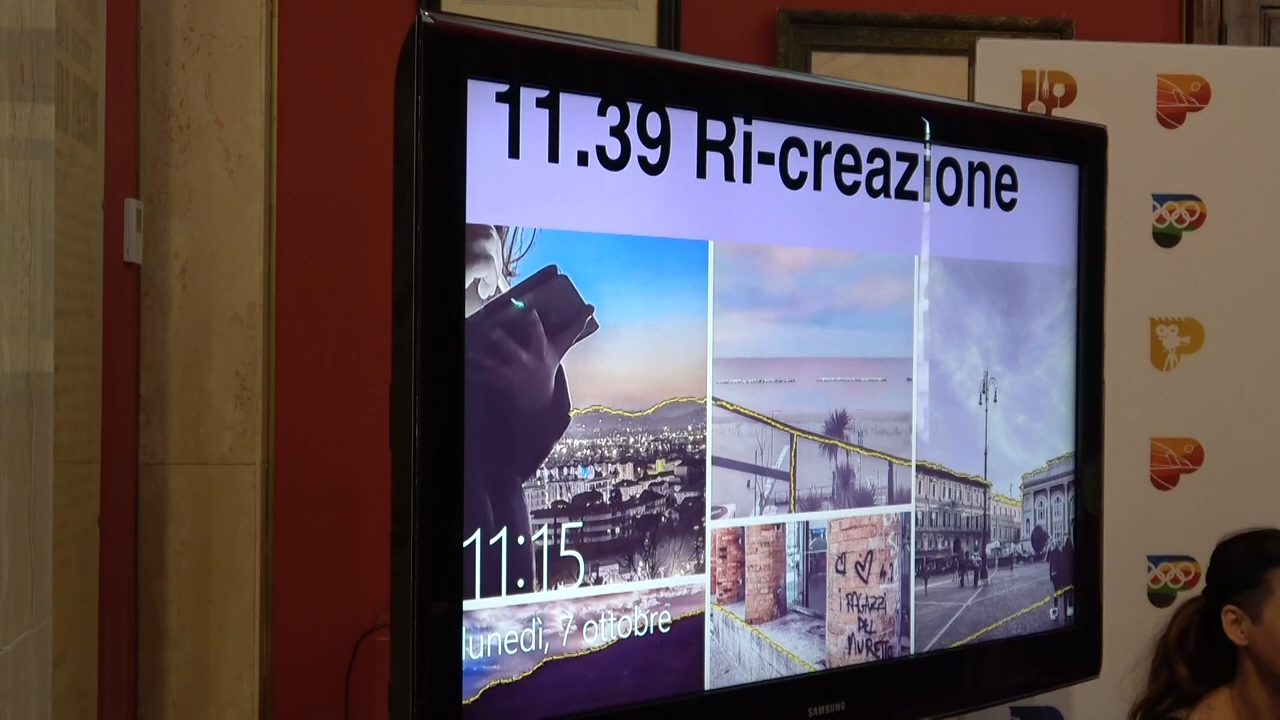 11.39 Ri-creazione
11:15
lunedì, 7 ottobre
i RAGAZZI
DEL
MURETTO
SAMSUNG